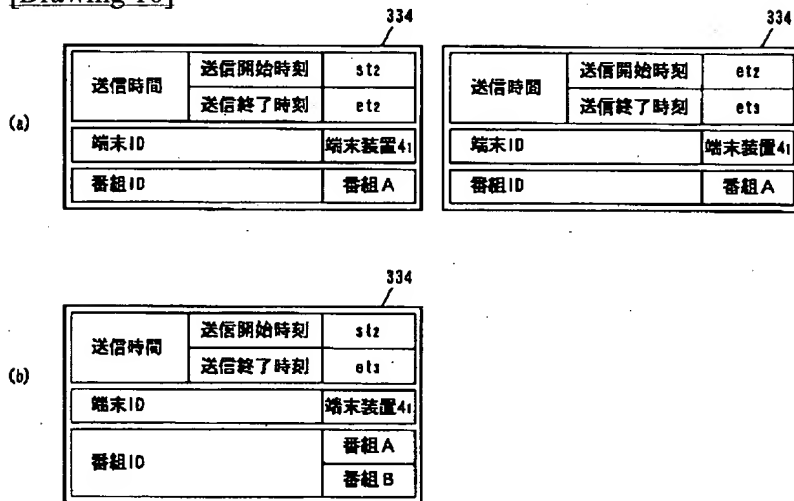 [Drawing 10]
334
334
(a)
送信時間 送信開始時刻 st2
送信終了時刻 et2
端末ID 端末装置41
番組ID 番組A
送信時間 送信開始時刻 et2
送信終了時刻 et3
端末ID 端末装置41
番組ID 番組A
334
(b)
送信時間 送信開始時刻 st2
送信終了時刻 et3
端末ID 端末装置41
番組ID 番組A
番組B